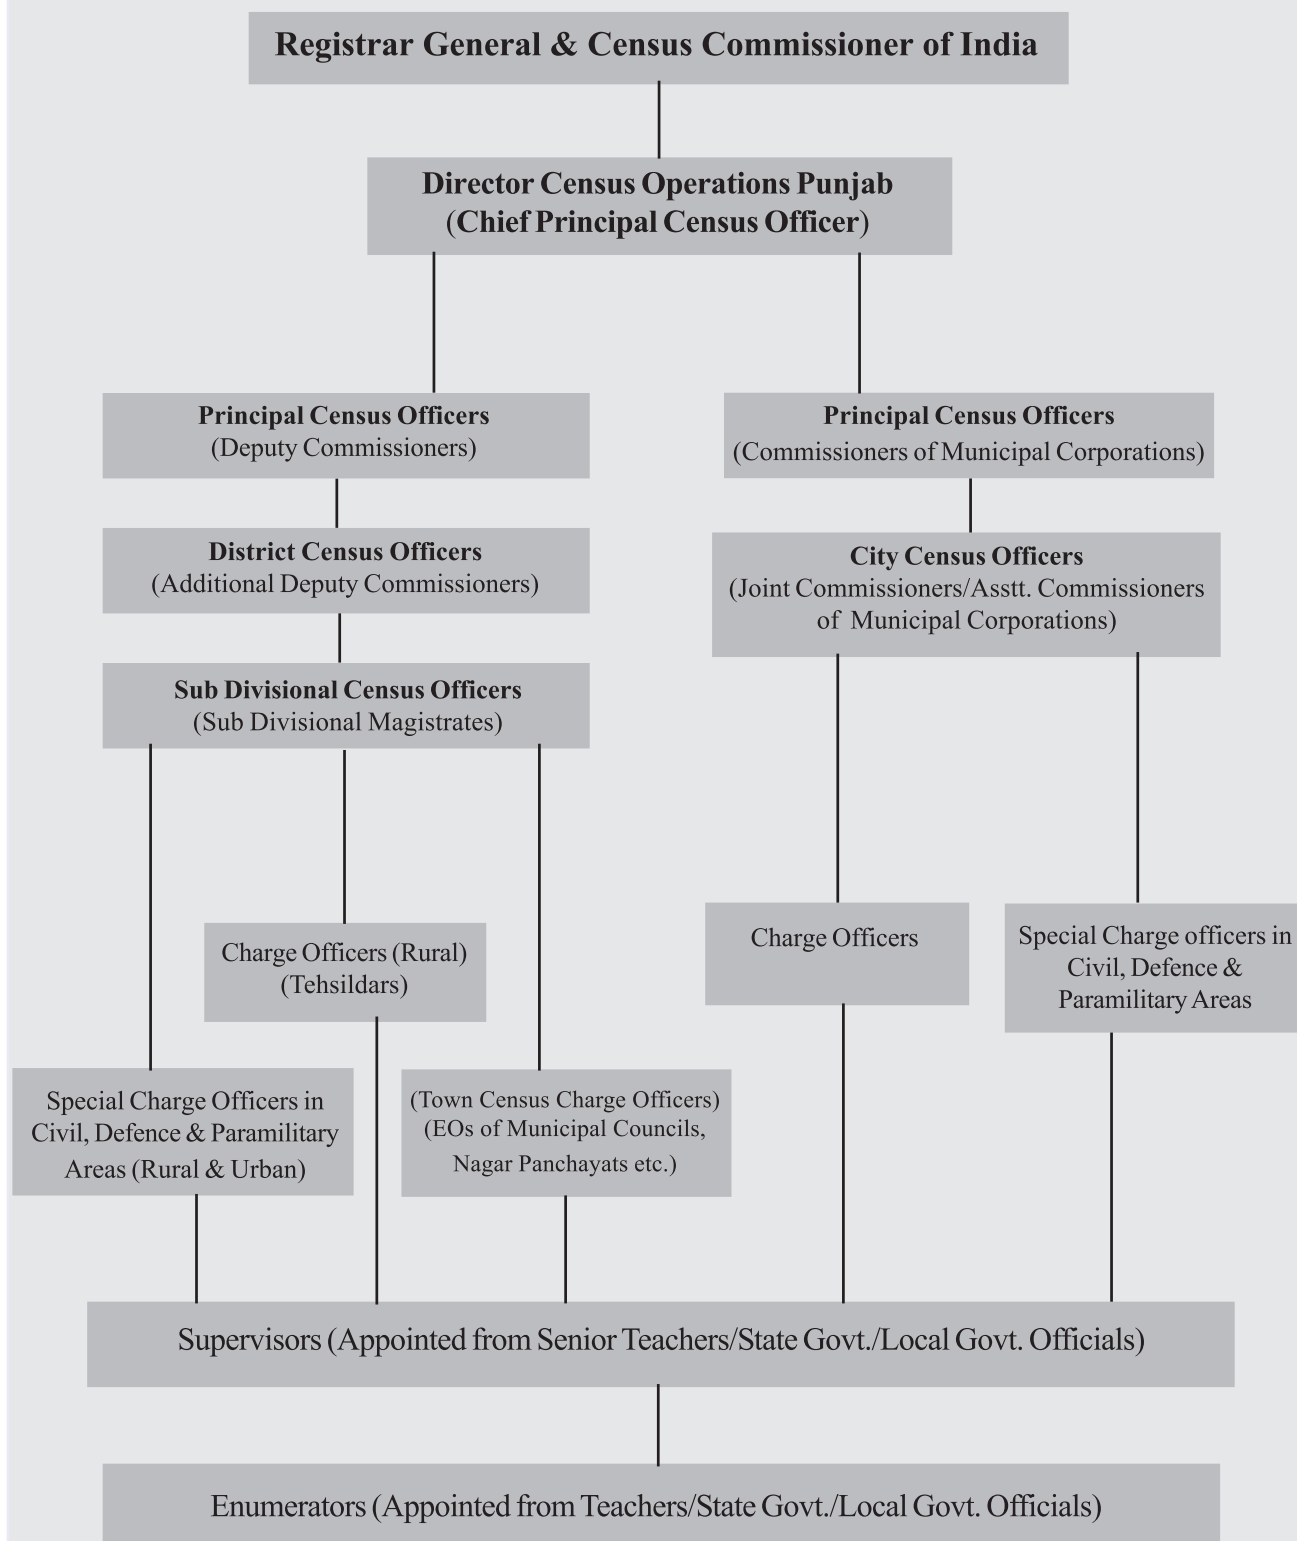 Registrar General & Census Commissioner of India
Director Census Operations Punjab
(Chief Principal Census Officer)
Principal Census Officers
(Deputy Commissioners)
Principal Census Officers
(Commissioners of Municipal Corporations)
District Census Officers
(Additional Deputy Commissioners)
City Census Officers
(Joint Commissioners/Asstt. Commissioners
of Municipal Corporations)
Sub Divisional Census Officers
(Sub Divisional Magistrates)
Charge Officers (Rural)
(Tehsildars)
Charge Officers
Special Charge officers in
Civil, Defence &
Paramilitary Areas
Special Charge Officers in
Civil, Defence & Paramilitary
Areas (Rural & Urban)
(Town Census Charge Officers)
(EOs of Municipal Councils,
Nagar Panchayats etc.)
Supervisors (Appointed from Senior Teachers/State Govt./Local Govt. Officials)
Enumerators (Appointed from Teachers/State Govt./Local Govt. Officials)